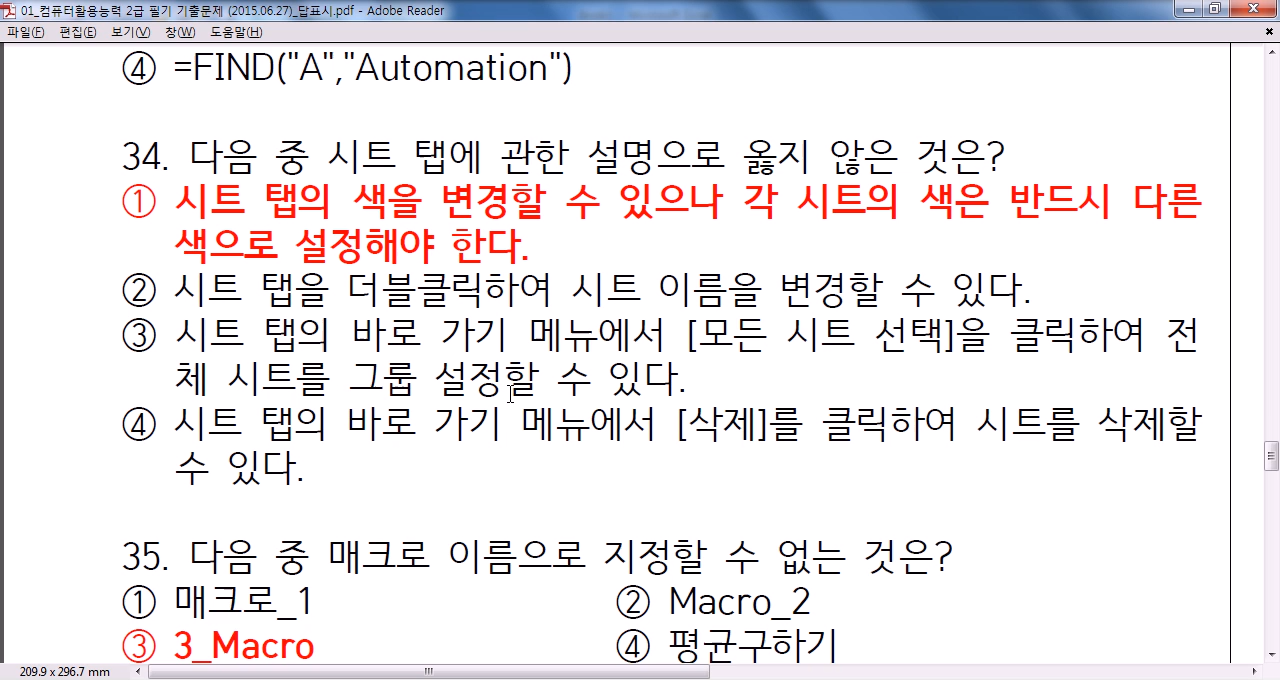 01_컴퓨터활용능력 2급 필기 기출문제 (2015.06.27)_답표시.pdf - Adobe Reader
파일(F) 편집(E) 보기(V) 창(W) 도움말(H)
④ =FIND("A","Automation")
34. 다음 중 시트 탭에 관한 설명으로 옳지 않은 것은?
① 시트 탭의 색을 변경할 수 있으나 각 시트의 색은 반드시 다른
색으로 설정해야 한다.
② 시트 탭을 더블클릭하여 시트 이름을 변경할 수 있다.
③ 시트 탭의 바로 가기 메뉴에서 [모든 시트 선택]을 클릭하여 전
체 시트를 그룹 설정할 수 있다.
④ 시트 탭의 바로 가기 메뉴에서 [삭제]를 클릭하여 시트를 삭제할
수 있다.
35. 다음 중 매크로 이름으로 지정할 수 없는 것은?
① 매크로_1 ② Macro_2
③ 3_Macro ④ 평균구하기
209.9 x 296.7 mm